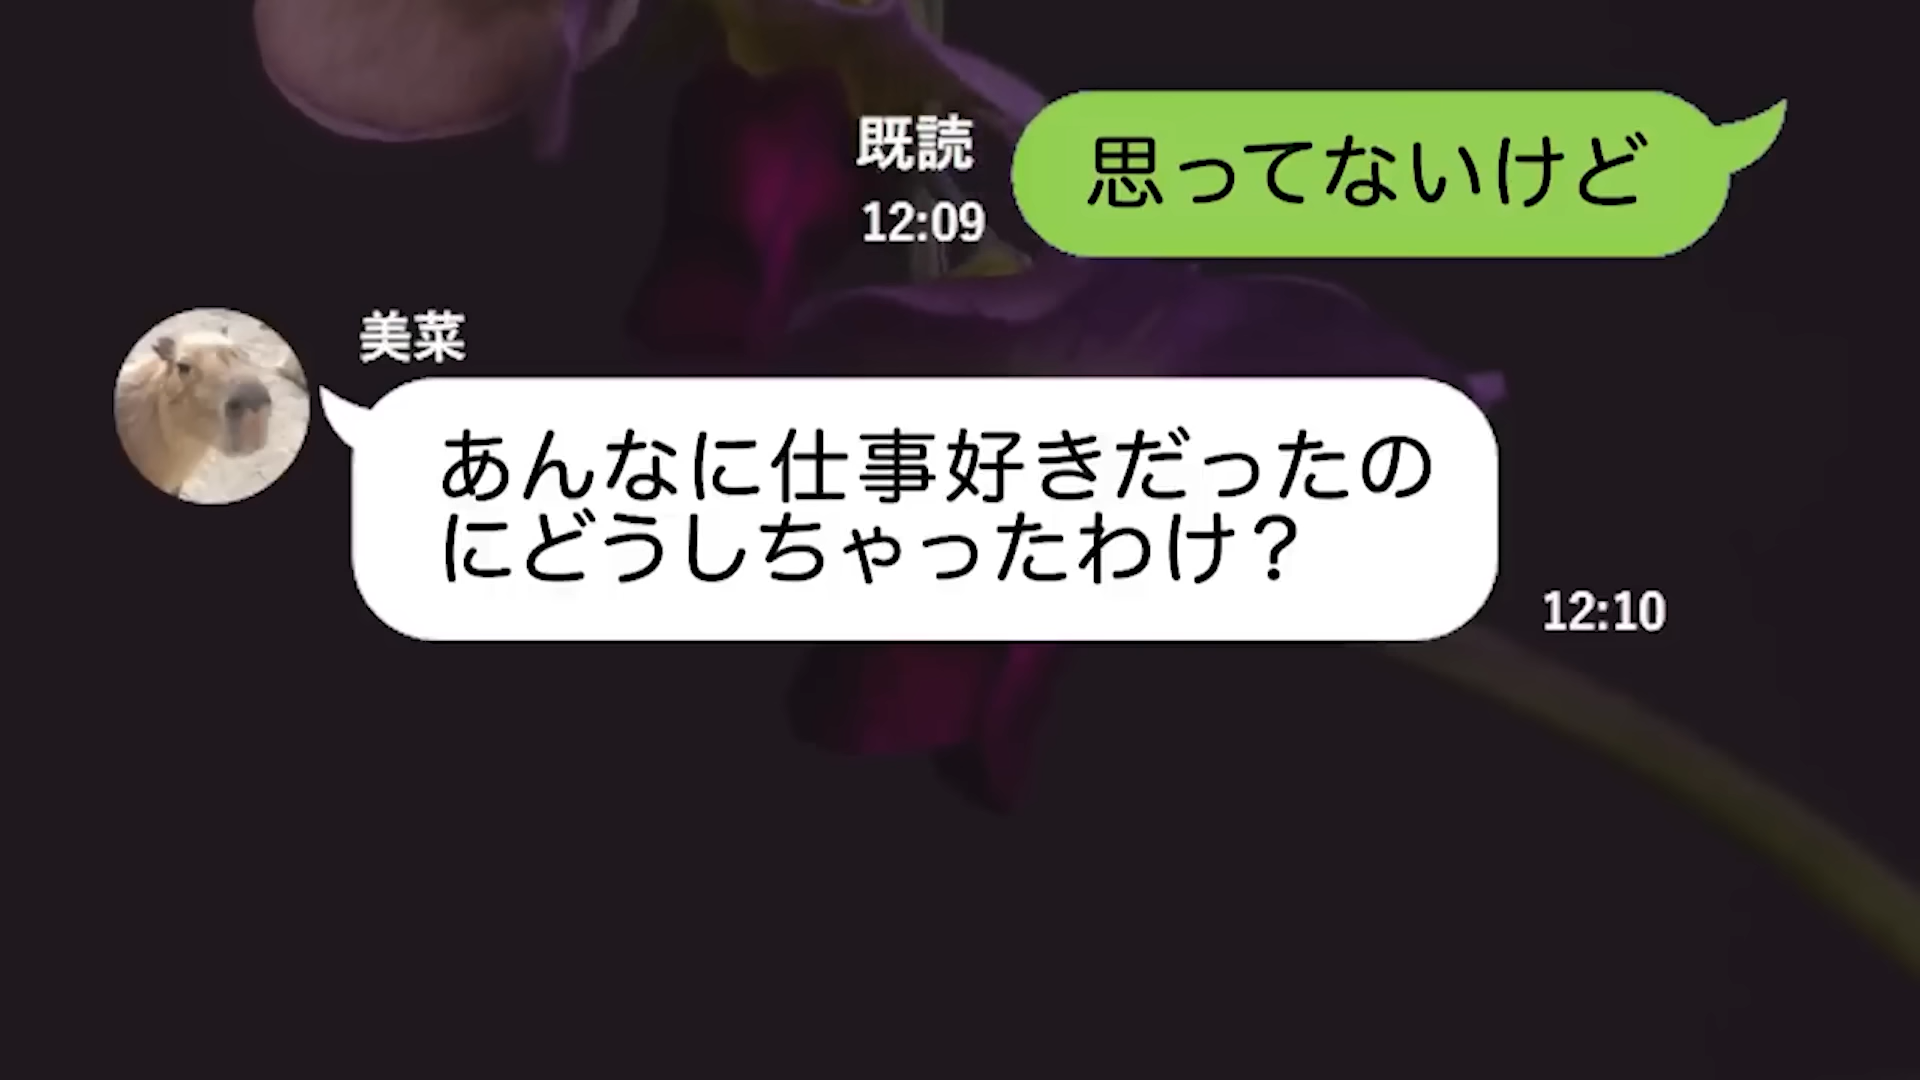 思ってないけど
既読
12:09
美菜
あんなに仕事好きだったの
にどうしちゃったわけ？
12:10